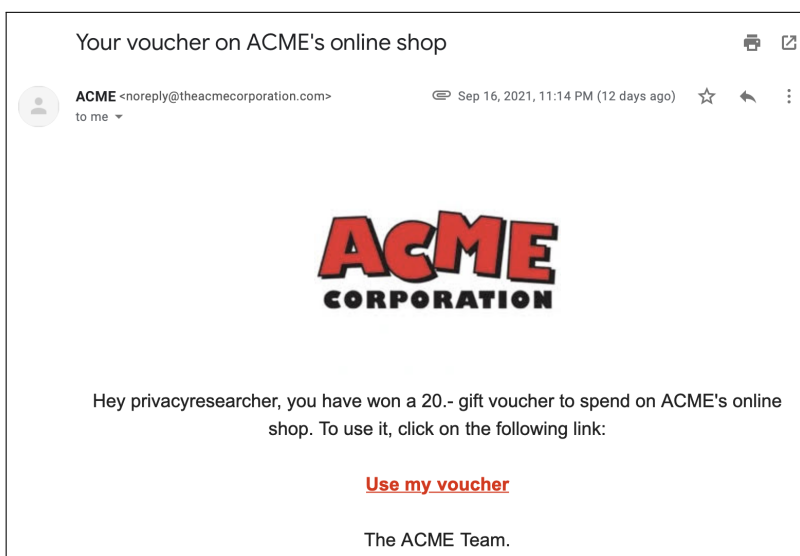 Your voucher on ACME's online shop
ACME <noreply@theacmecorporation.com> Sep 16, 2021, 11:14 PM (12 days ago)
to me
ACME
CORPORATION
Hey privacyresearcher, you have won a 20.- gift voucher to spend on ACME's online
shop. To use it, click on the following link:
Use my voucher
The ACME Team.